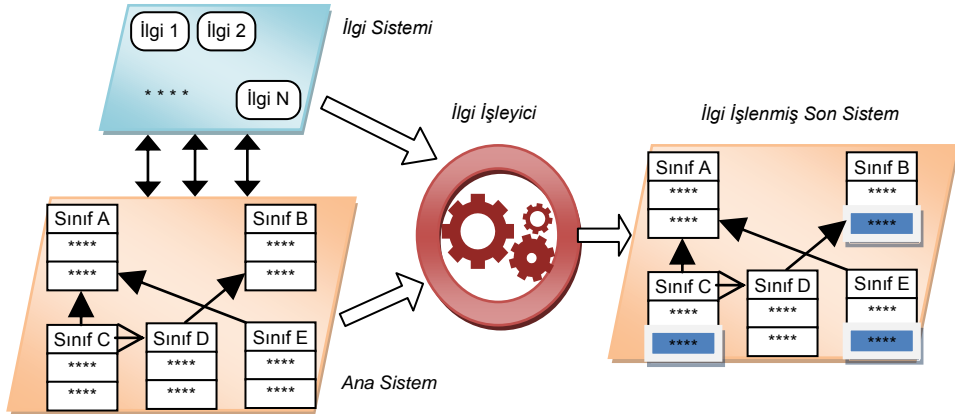 İlgi 1
İlgi 2
* * * *
İlgi N
İlgi Sistemi
İlgi İşleyici
İlgi İşlenmiş Son Sistem
Sınıf A
****
****
Sınıf B
****
****
Sınıf C
****
****
Sınıf D
****
****
Sınıf E
****
****
Ana Sistem
Sınıf A
****
****
Sınıf B
****
****
Sınıf C
****
****
Sınıf D
****
****
Sınıf E
****
****